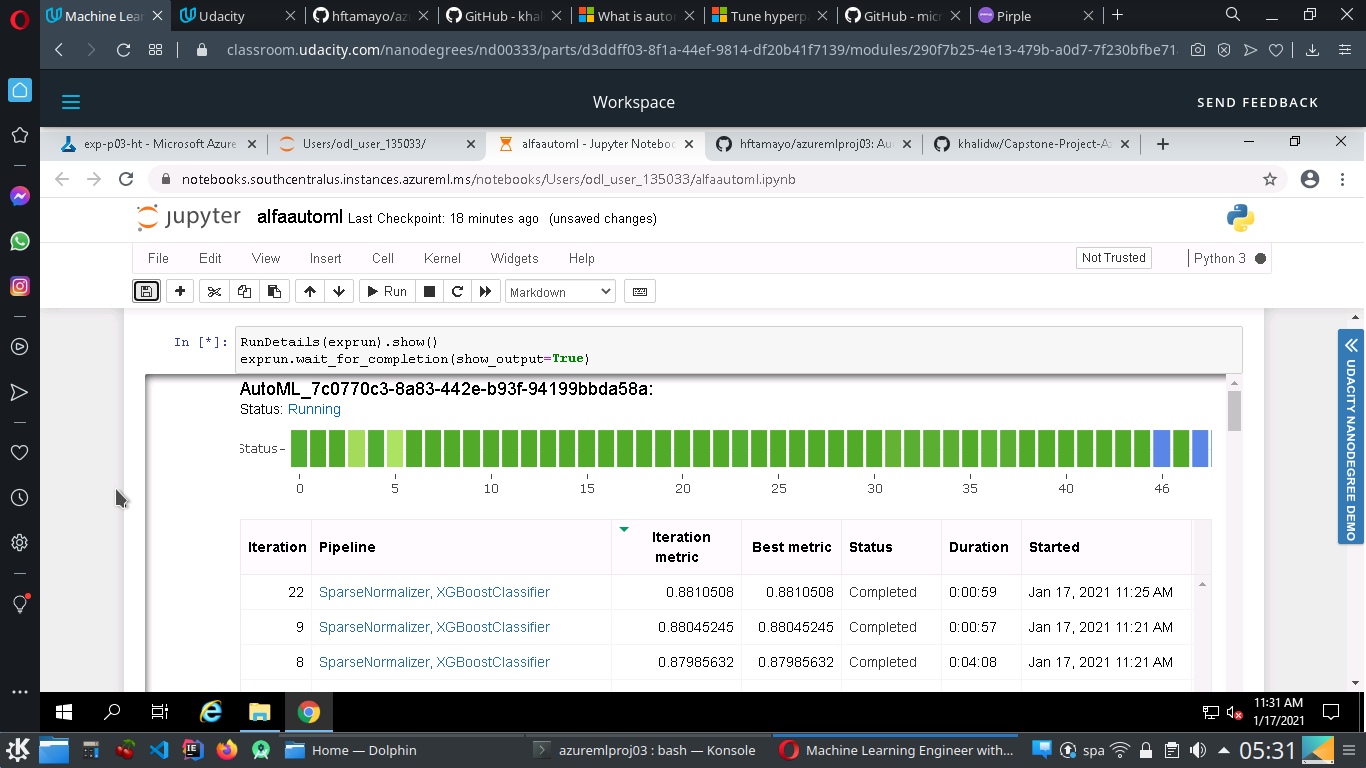 Machine Lea
Udacity
hftamayo/az
GitHub - kha
What is auto
Tune hyperp
GitHub - mic
Pirple
classroom.udacity.com/nanodegrees/nd00333/parts/d3ddff03-8f1a-44ef-9814-df20b41f7139/modules/290f7b25-4e13-479b-a0d7-7f230bfbe71
Workspace
SEND FEEDBACK
exp-p03-ht - Microsoft Azure
Users/odl_user_135033/
alfaautoml - Jupyter Notebo
hftamayo/azuremlproj03: Au
khalidw/Capstone-Project-A
notebooks.southcentralus.instances.azureml.ms/notebooks/Users/odl_user_135033/alfaautoml.ipynb
jupyter alfaautoml Last Checkpoint: 18 minutes ago (unsaved changes)
File Edit View Insert Cell Kernel Widgets Help
Not Trusted
Python 3
Run
Markdown
In [*]: RunDetails(exprun).show()
exprun.wait_for_completion(show_output=True)
AutoML_7c0770c3-8a83-442e-b93f-94199bbda58a:
Status: Running
Status
0 5 10 15 20 25 30 35 40 46
Iteration Pipeline Iteration metric Best metric Status Duration Started
22 SparseNormalizer, XGBoostClassifier 0.8810508 0.8810508 Completed 0:00:59 Jan 17, 2021 11:25 AM
9 SparseNormalizer, XGBoostClassifier 0.88045245 0.88045245 Completed 0:00:57 Jan 17, 2021 11:21 AM
8 SparseNormalizer, XGBoostClassifier 0.87985632 0.87985632 Completed 0:04:08 Jan 17, 2021 11:21 AM
UDACITY NANODEGREE DEMO
11:31 AM
1/17/2021
Home — Dolphin
azuremlproj03 : bash — Konsole
Machine Learning Engineer with...
spa
05:31